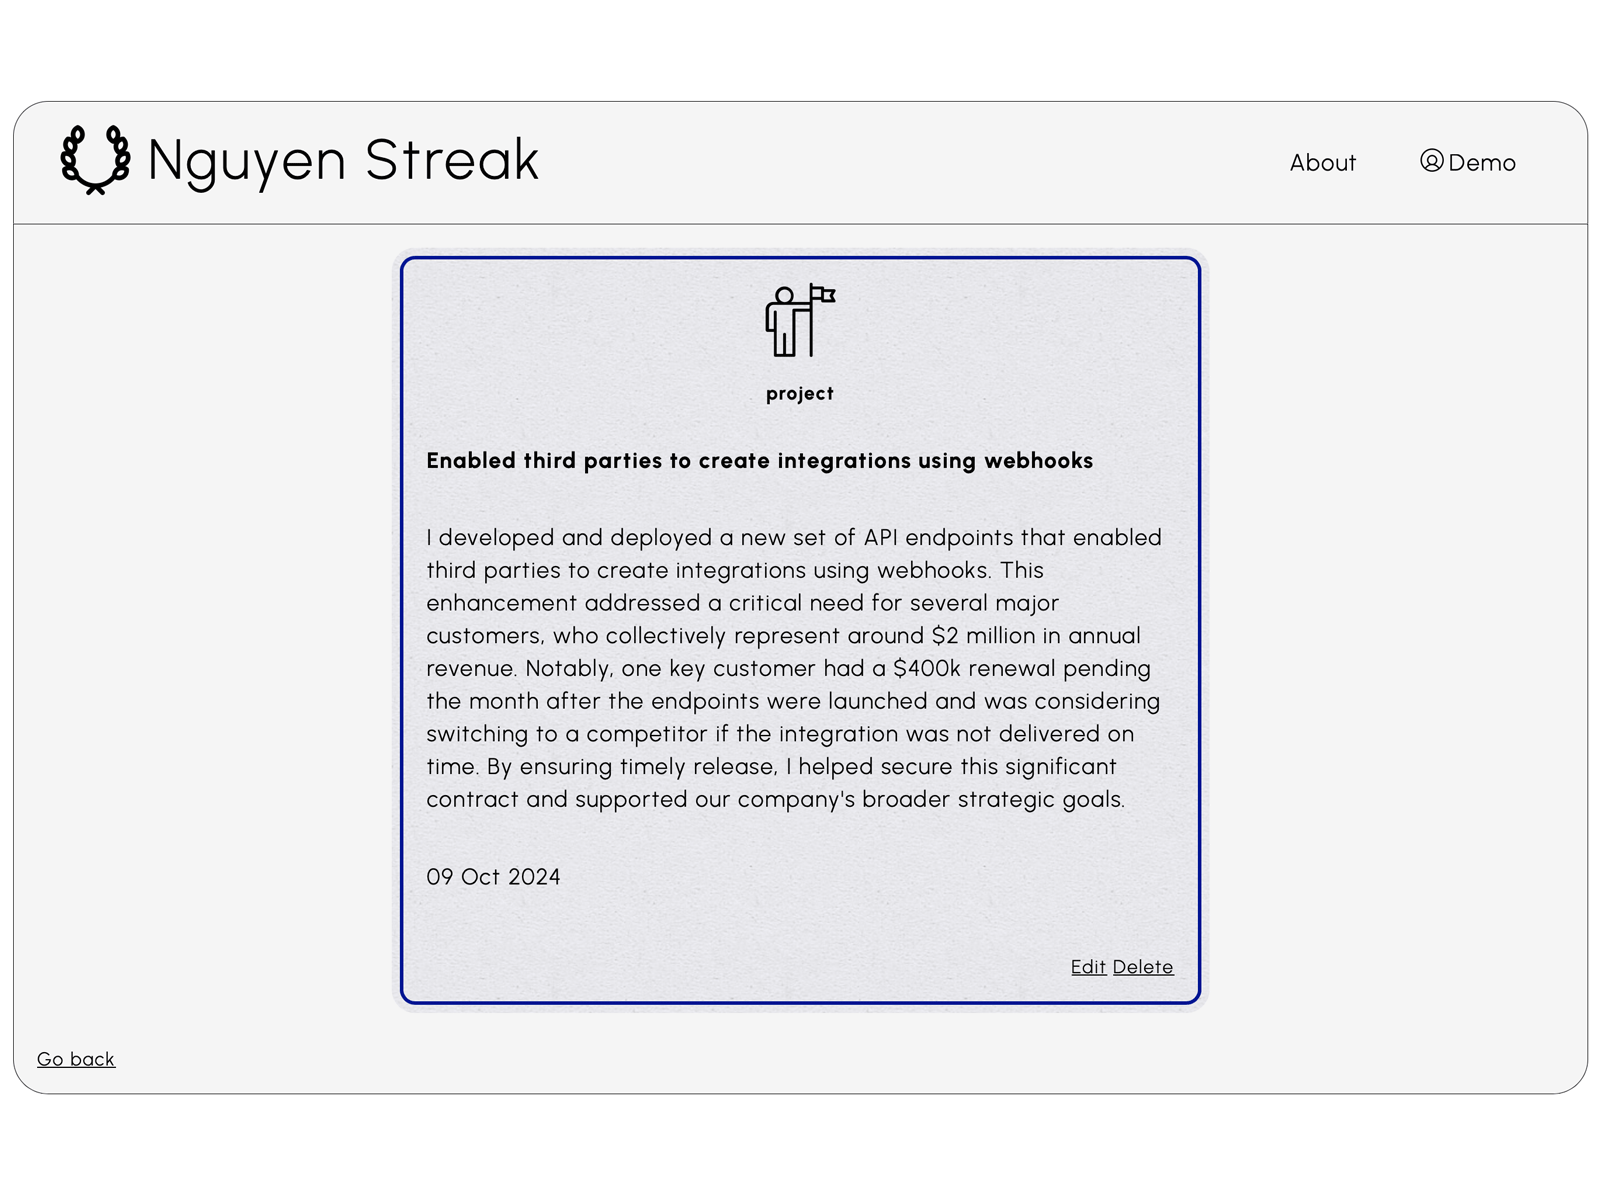 Nguyen Streak
About
Demo
project
Enabled third parties to create integrations using webhooks
I developed and deployed a new set of API endpoints that enabled
third parties to create integrations using webhooks. This
enhancement addressed a critical need for several major
customers, who collectively represent around $2 million in annual
revenue. Notably, one key customer had a $400k renewal pending
the month after the endpoints were launched and was considering
switching to a competitor if the integration was not delivered on
time. By ensuring timely release, I helped secure this significant
contract and supported our company's broader strategic goals.
09 Oct 2024
Edit Delete
Go back